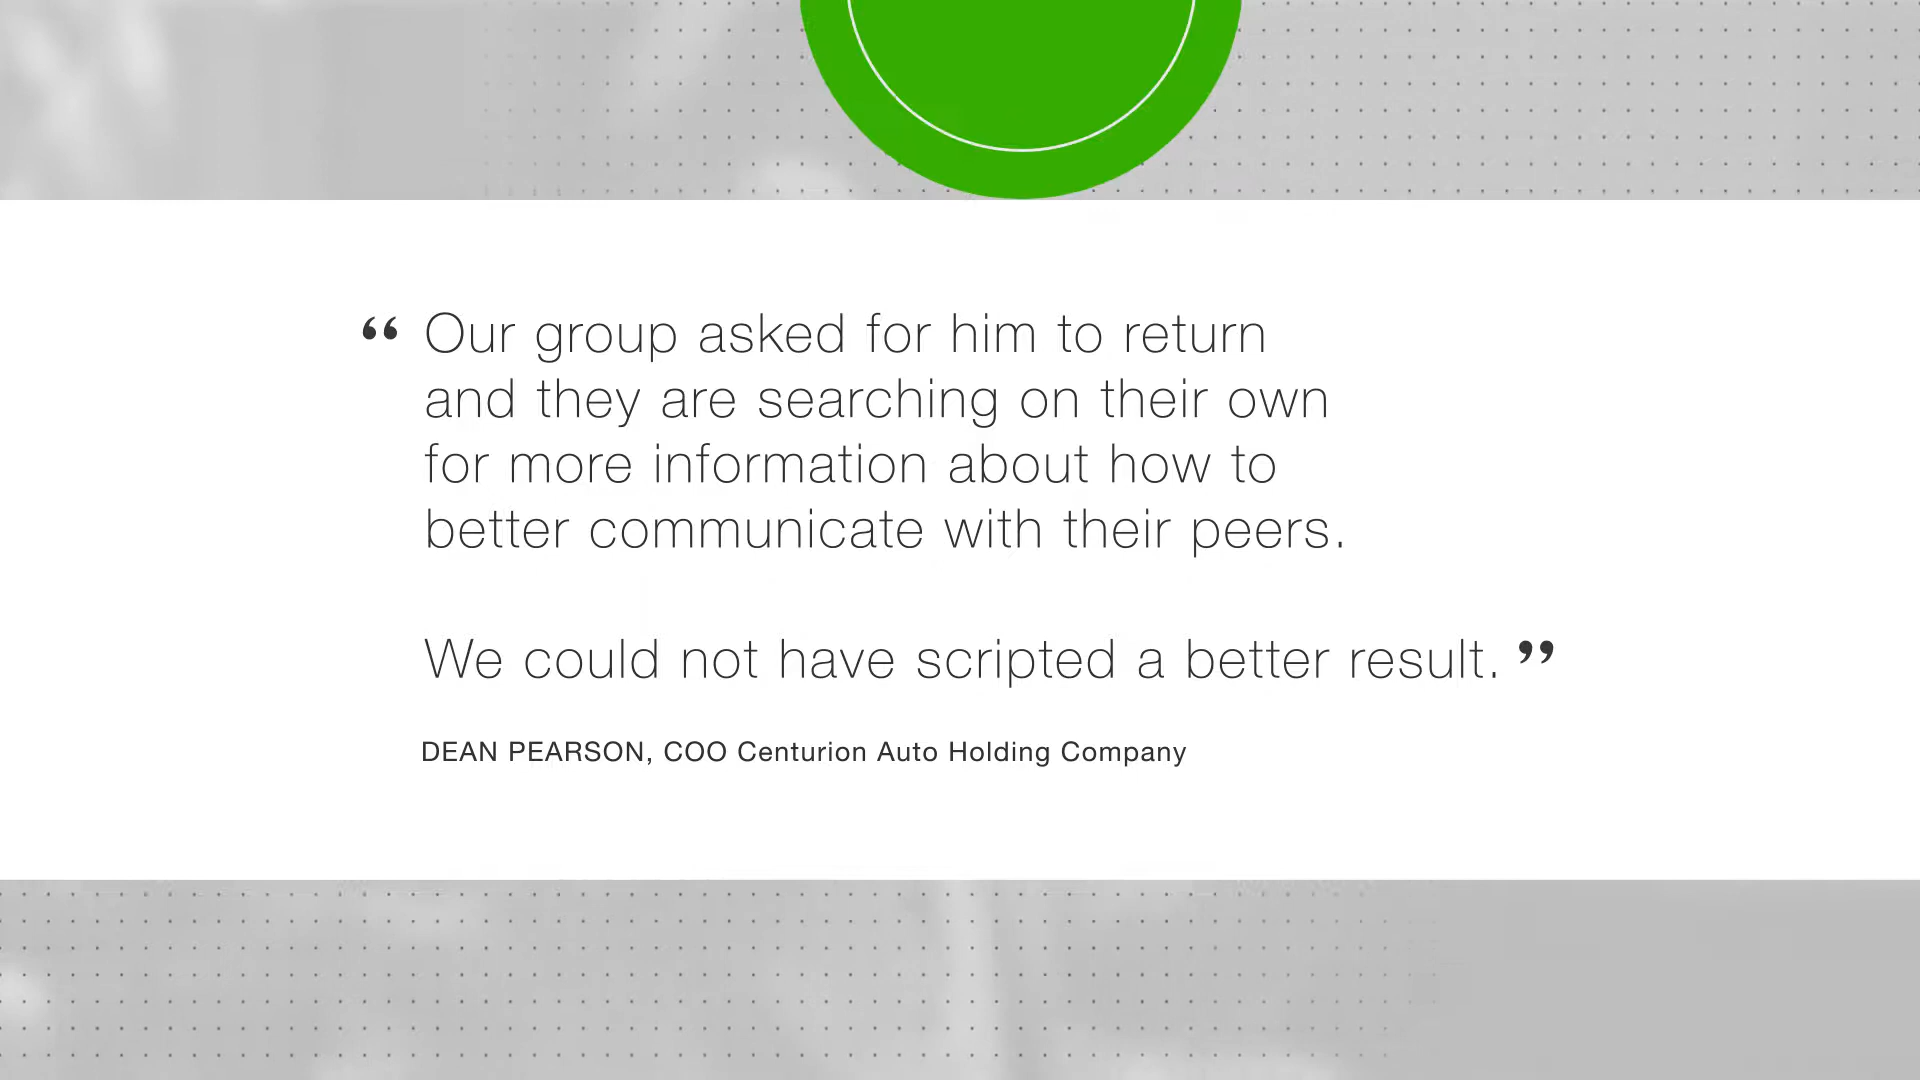 “ Our group asked for him to return
and they are searching on their own
for more information about how to
better communicate with their peers.
We could not have scripted a better result. ”
DEAN PEARSON, COO Centurion Auto Holding Company